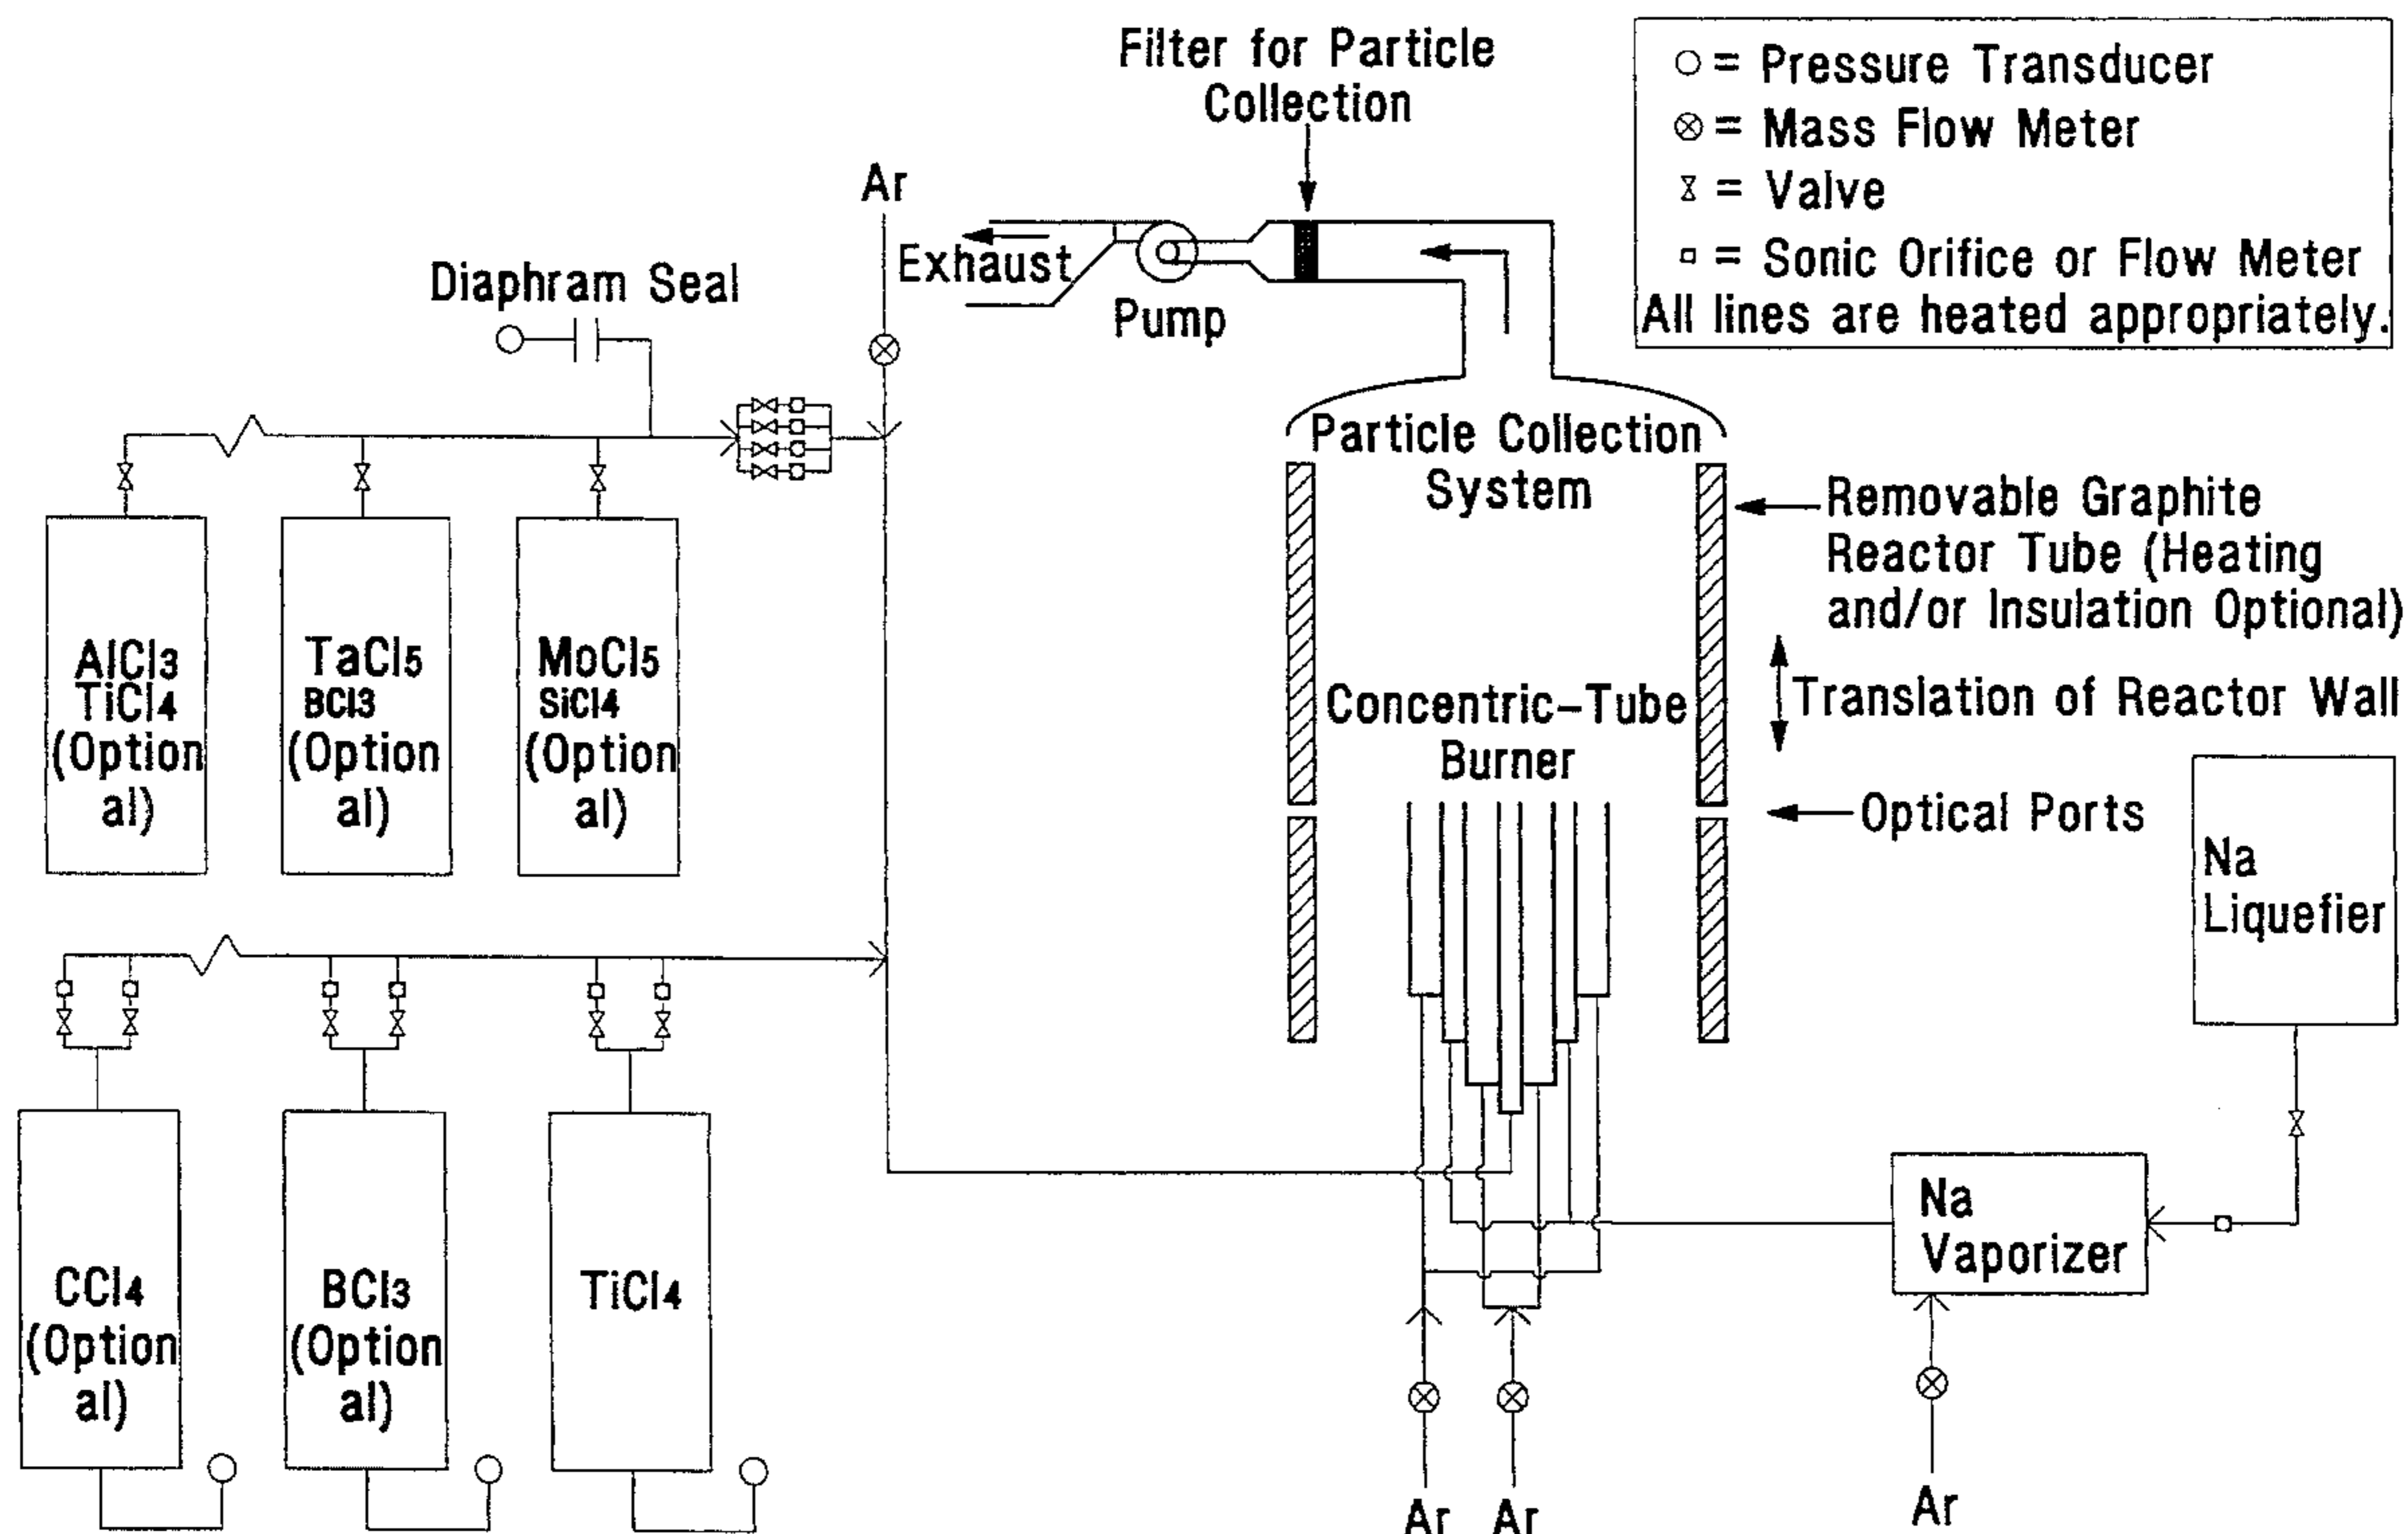 Filter for Particle
Collection
○ = Pressure Transducer
⊗ = Mass Flow Meter
= Valve
□ = Sonic Orifice or Flow Meter
All lines are heated appropriately.
Ar
Exhaust
Pump
Diaphram Seal
Particle Collection
System
Removable Graphite
Reactor Tube (Heating
and/or Insulation Optional)
Translation of Reactor Wall
Optical Ports
Concentric-Tube
Burner
AlCl3
TiCl4
(Option
al)
TaCl5
BCl3
(Option
al)
MoCl5
SiCl4
(Option
al)
Na
Liquefier
Na
Vaporizer
CCl4
(Option
al)
BCl3
(Option
al)
TiCl4
Ar
Ar
Ar